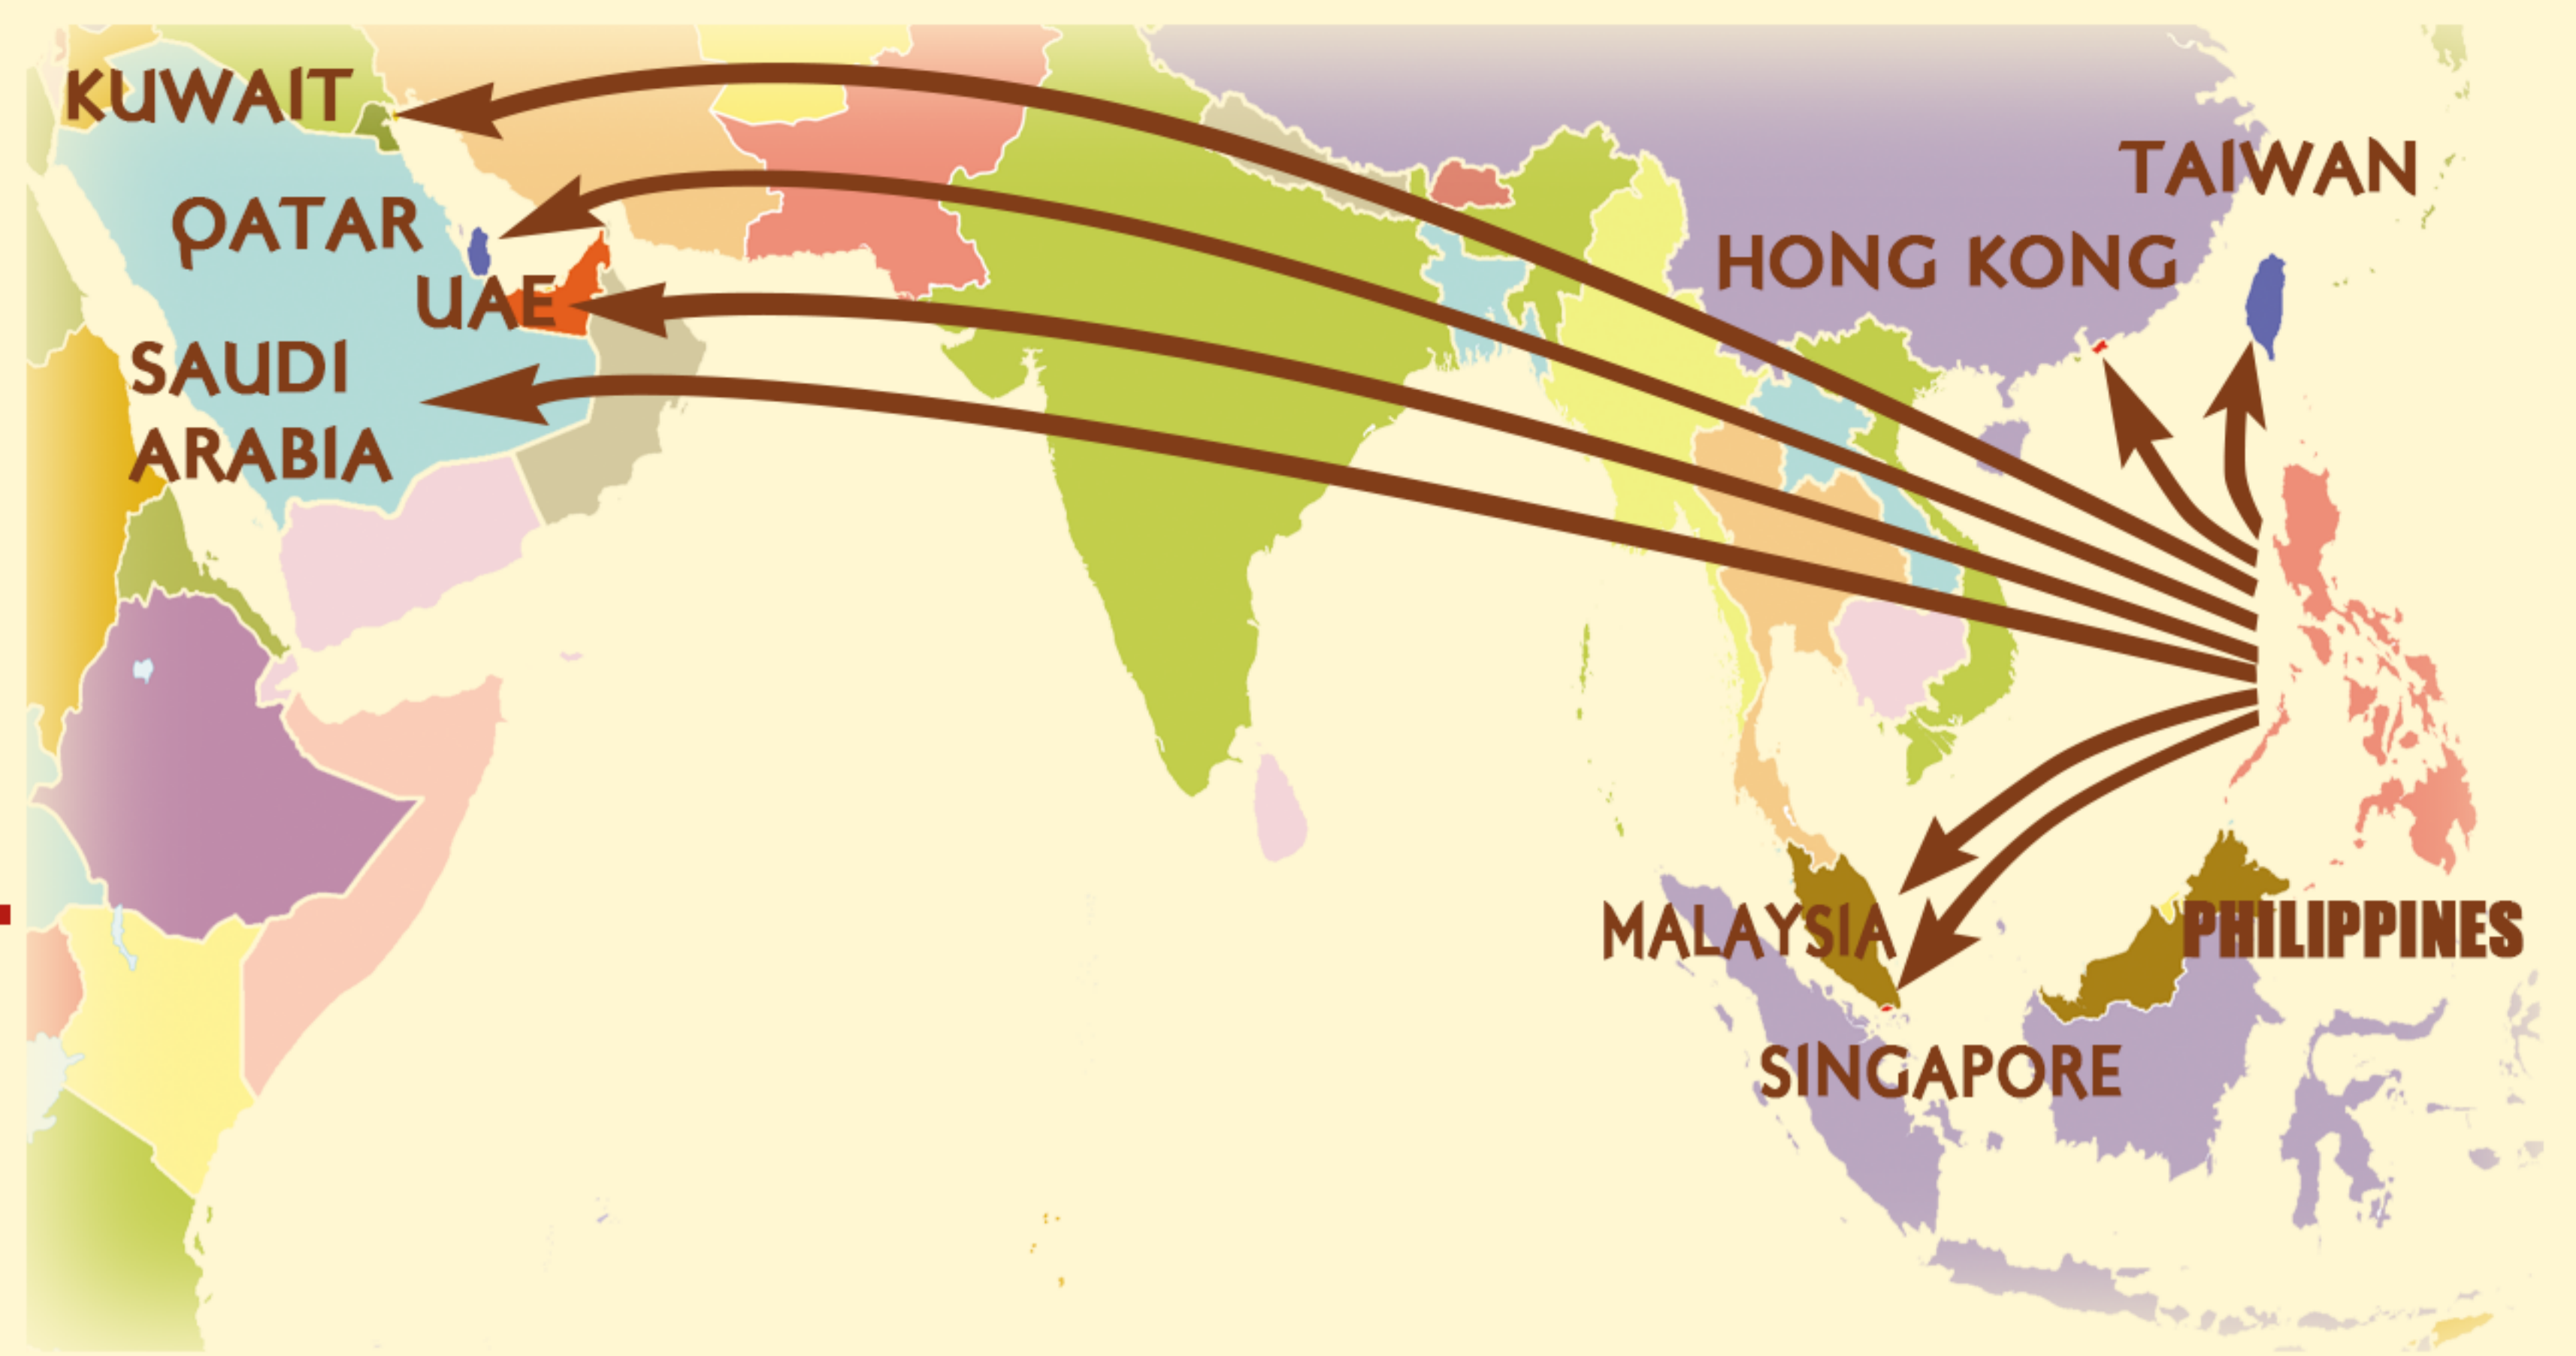 KUWAIT
TAIWAN
QATAR
HONG KONG
UAE
SAUDI
ARABIA
MALAYSIA
PHILIPPINES
SINGAPORE